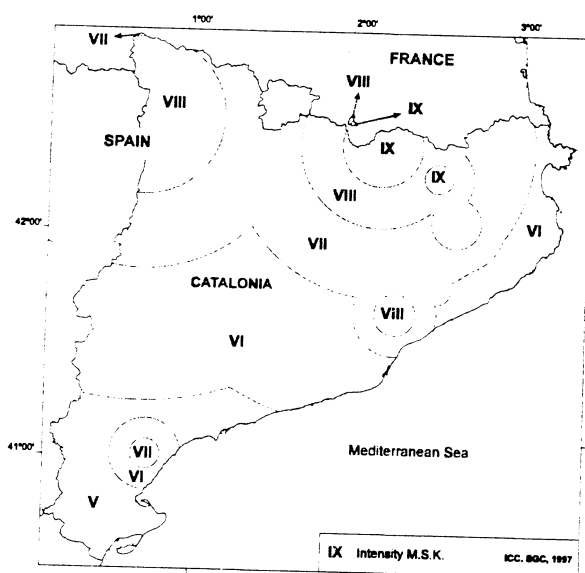 1°00'
2°00'
3°00'
VII
FRANCE
VIII
IX
VIII
SPAIN
IX
IX
VIII
42°00'
VI
VII
CATALONIA
VIII
VI
41°00'
VII
Mediterranean Sea
VI
V
IX Intensity M.S.K.
ICC. SGC, 1997